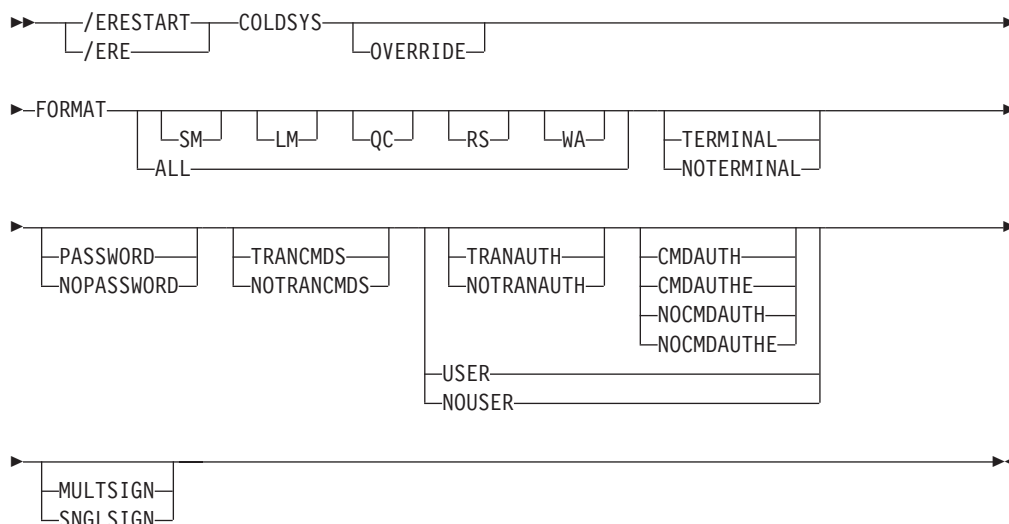 /ERESTART COLDSYS
/ERE OVERRIDE
FORMAT
SM LM QC RS WA TERMINAL
ALL NOTERMINAL
PASSWORD TRANCMDS TRANAUTH CMDAUTH
NOPASSWORD NOTRANCMDS NOTRANAUTH CMDAUTHE
NOCMDAUTH
NOCMDAUTHE
USER
NOUSER
MULTSIGN
SNGLSIGN